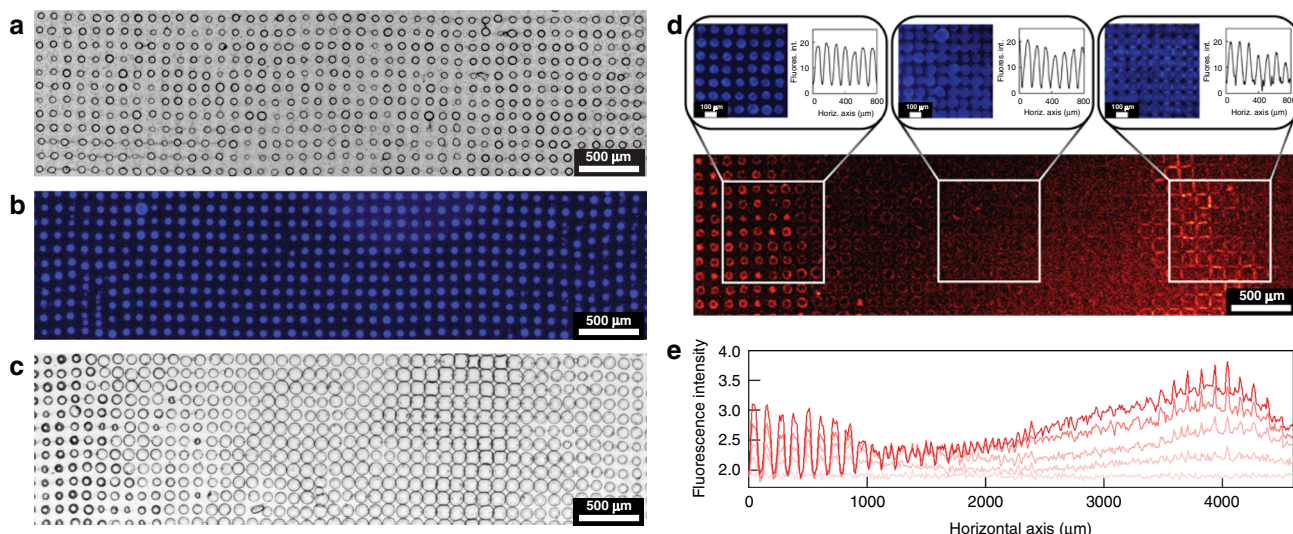 a
500 µm
b
500 µm
c
500 µm
d
Fluores. int.
20
10
0
0 400 800
Horiz. axis (µm)
100 µm
Fluores. int.
20
10
0
0 400 800
Horiz. axis (µm)
100 µm
Fluores. int.
20
10
0
0 400 800
Horiz. axis (µm)
100 µm
500 µm
e
Fluorescence intensity
4.0
3.5
3.0
2.5
2.0
0 1000 2000 3000 4000
Horizontal axis (µm)